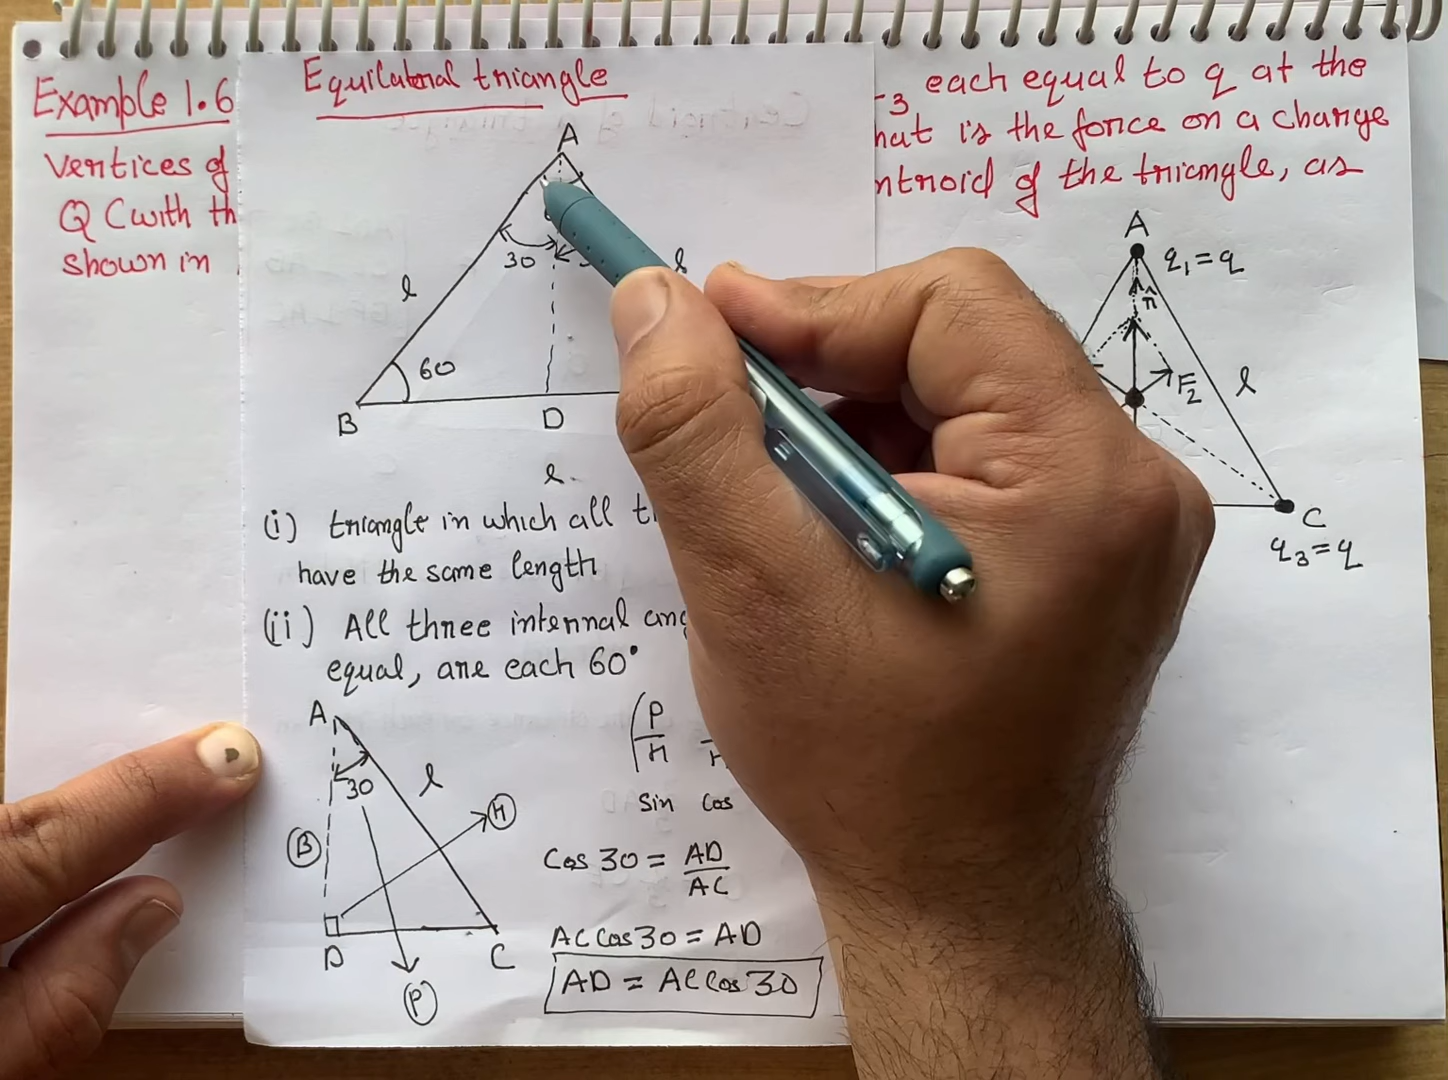 Example 1.6
vertices of
Q (with th
shown in
Equilateral triangle
A
30
l
l
60
B
D
l
(i) triangle in which all
have the same length
(ii) All three internal ang
equal, are each 60°
A
30
l
B
H
D
C
P
P
H
Sin Cos
Cos 30 = AD
AC
AC Cos 30 = AD
AD = AC Cos 30
3 each equal to q at the
hat is the force on a charge
ntroid of the triangle, as
A
q1 = q
n̂
F2
l
C
q3 = q